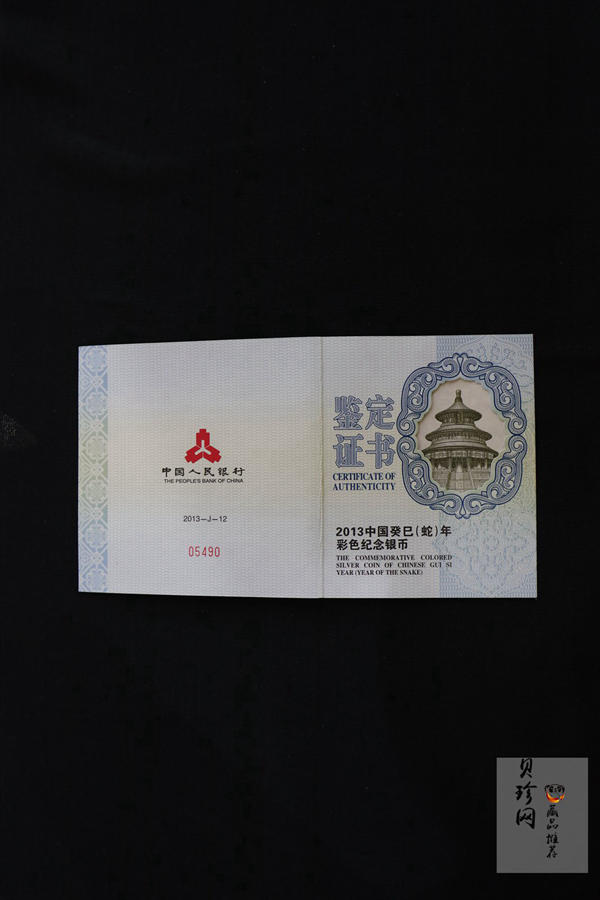 中国人民银行
THE PEOPLE'S BANK OF CHINA
2013—J—12
05490
鉴定
证书
CERTIFICATE OF
AUTHENTICITY
2013中国癸巳(蛇)年
彩色纪念银币
THE COMMEMORATIVE COLORED
SILVER COIN OF CHINESE GUI SI
YEAR (YEAR OF THE SNAKE)
贝珍网
藏品推荐